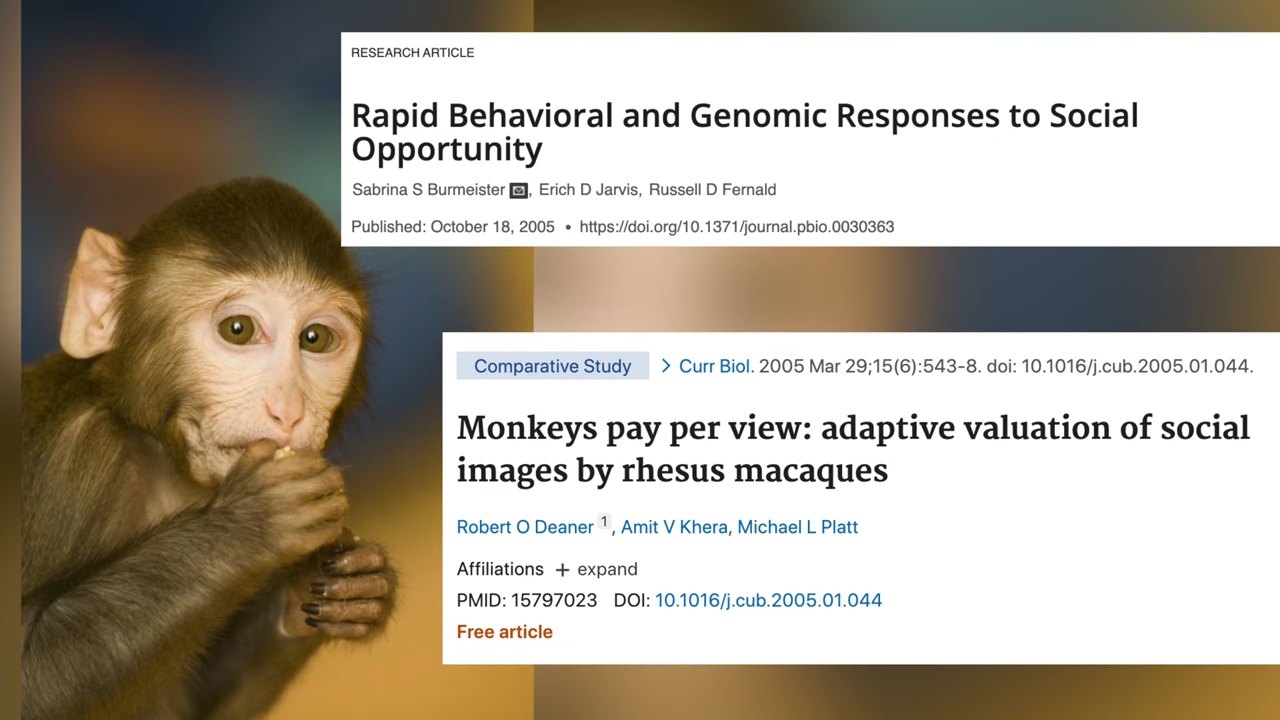 RESEARCH ARTICLE
Rapid Behavioral and Genomic Responses to Social
Opportunity
Sabrina S Burmeister , Erich D Jarvis, Russell D Fernald
Published: October 18, 2005 • https://doi.org/10.1371/journal.pbio.0030363
Comparative Study > Curr Biol. 2005 Mar 29;15(6):543-8. doi: 10.1016/j.cub.2005.01.044.
Monkeys pay per view: adaptive valuation of social
images by rhesus macaques
Robert O Deaner 1 , Amit V Khera, Michael L Platt
Affiliations + expand
PMID: 15797023 DOI: 10.1016/j.cub.2005.01.044
Free article